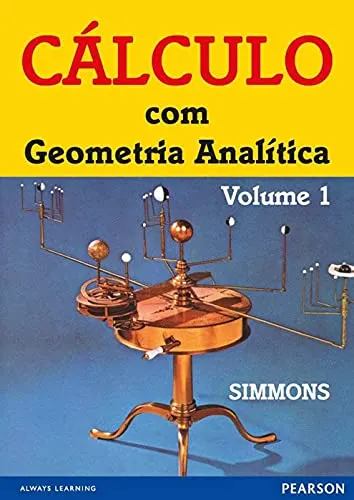 CÁLCULO
com
Geometria Analítica
Volume 1
SIMMONS
ALWAYS LEARNING
PEARSON